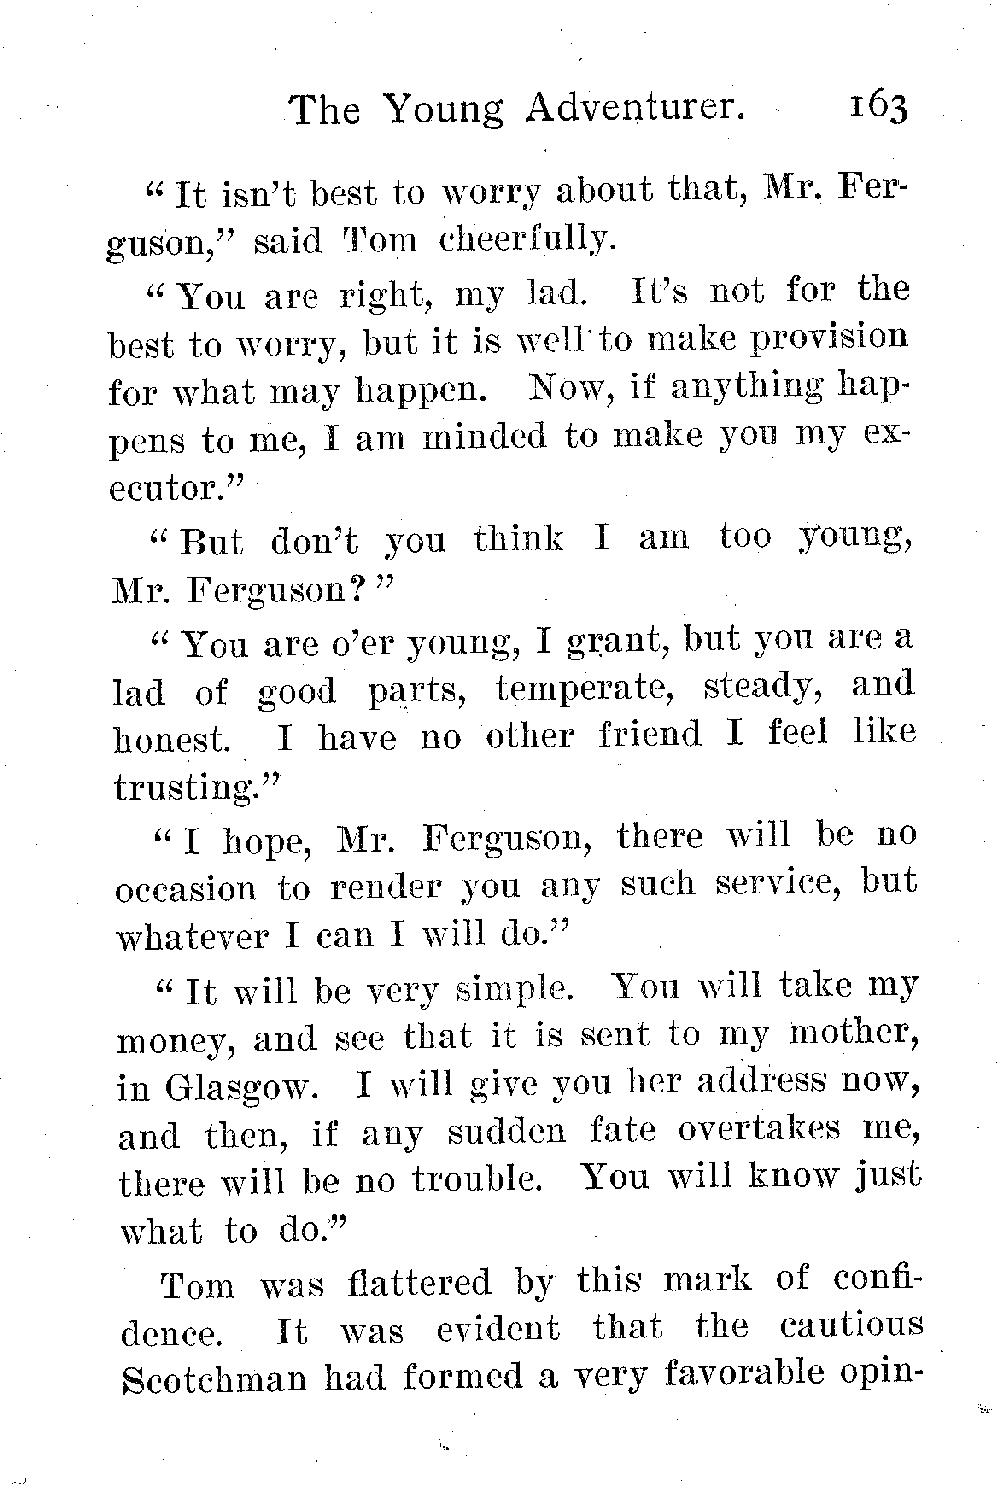 The Young Adventurer. 163
“ It isn’t best to worry about that, Mr. Fer-
guson,” said Tom cheerfully.
“ You are right, my lad. It’s not for the
best to worry, but it is well to make provision
for what may happen. Now, if anything hap-
pens to me, I am minded to make you my ex-
ecutor.”
“ But don’t you think I am too young,
Mr. Ferguson? ”
“ You are o’er young, I grant, but you are a
lad of good parts, temperate, steady, and
honest. I have no other friend I feel like
trusting.”
“ I hope, Mr. Ferguson, there will be no
occasion to render you any such service, but
whatever I can I will do.”
“ It will be very simple. You will take my
money, and see that it is sent to my mother,
in Glasgow. I will give you her address now,
and then, if any sudden fate overtakes me,
there will be no trouble. You will know just
what to do.”
Tom was flattered by this mark of confi-
dence. It was evident that the cautious
Scotchman had formed a very favorable opin-